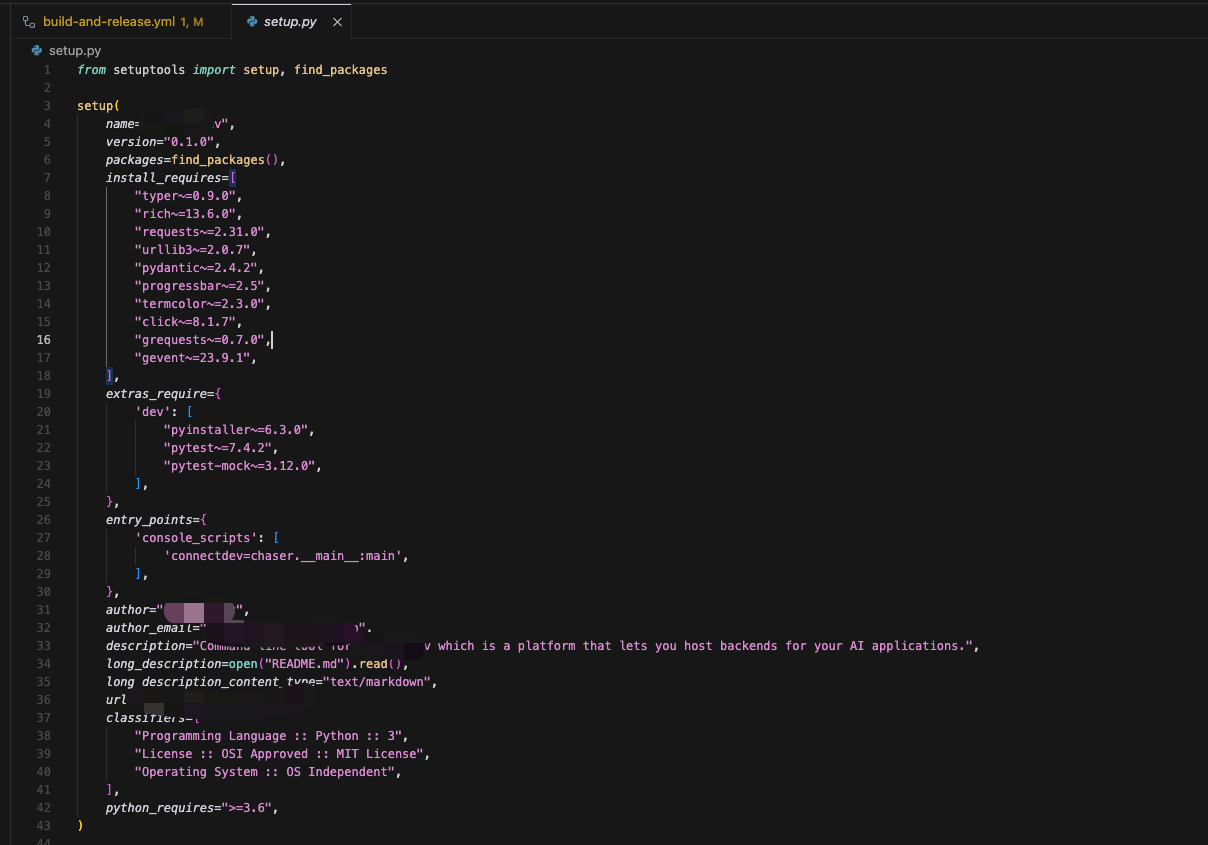 build-and-release.yml 1, M
setup.py
setup.py
1 from setuptools import setup, find_packages
2
3 setup(
4 name= v",
5 version="0.1.0",
6 packages=find_packages(),
7 install_requires=[
8 "typer~=0.9.0",
9 "rich~=13.6.0",
10 "requests~=2.31.0",
11 "urllib3~=2.0.7",
12 "pydantic~=2.4.2",
13 "progressbar~=2.5",
14 "termcolor~=2.3.0",
15 "click~=8.1.7",
16 "grequests~=0.7.0",
17 "gevent~=23.9.1",
18 ],
19 extras_require={
20 'dev': [
21 "pyinstaller~=6.3.0",
22 "pytest~=7.4.2",
23 "pytest-mock~=3.12.0",
24 ],
25 },
26 entry_points={
27 'console_scripts': [
28 'connectdev=chaser.__main__:main',
29 ],
30 },
31 author=" ",
32 author_email="
33 description="Command line tool for v which is a platform that lets you host backends for your AI applications.",
34 long_description=open("README.md").read(),
35 long_description_content_type="text/markdown",
36 url
37 classifiers=[
38 "Programming Language :: Python :: 3",
39 "License :: OSI Approved :: MIT License",
40 "Operating System :: OS Independent",
41 ],
42 python_requires=">=3.6",
43 )
44